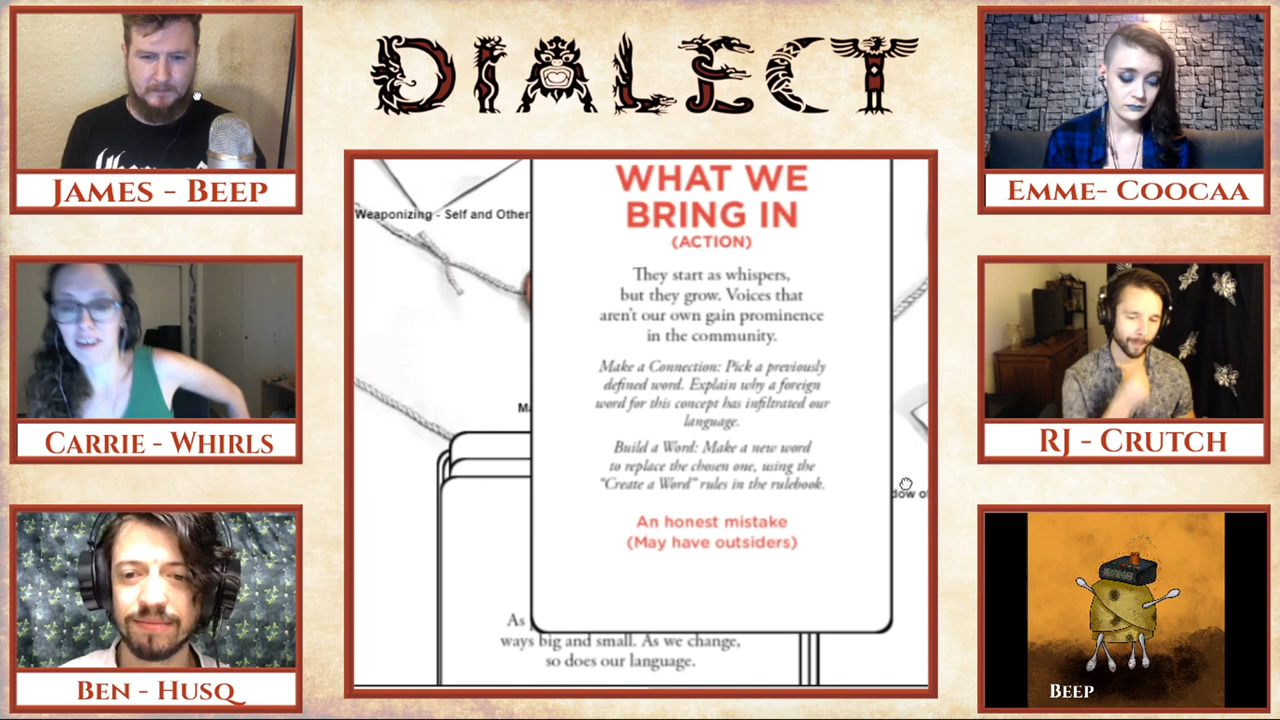 DIALECT
JAMES - BEEP
EMME- COOCAA
CARRIE - WHIRLS
RJ - CRUTCH
BEN - HUSQ
BEEP
Weaponizing - Self and Other
WHAT WE
BRING IN
(ACTION)
They start as whispers,
but they grow. Voices that
aren't our own gain prominence
in the community.
Make a Connection: Pick a previously
defined word. Explain why a foreign
word for this concept has infiltrated our
language.
Build a Word: Make a new word
to replace the chosen one, using the
"Create a Word" rules in the rulebook.
An honest mistake
(May have outsiders)
As
ways big and small. As we change,
so does our language.